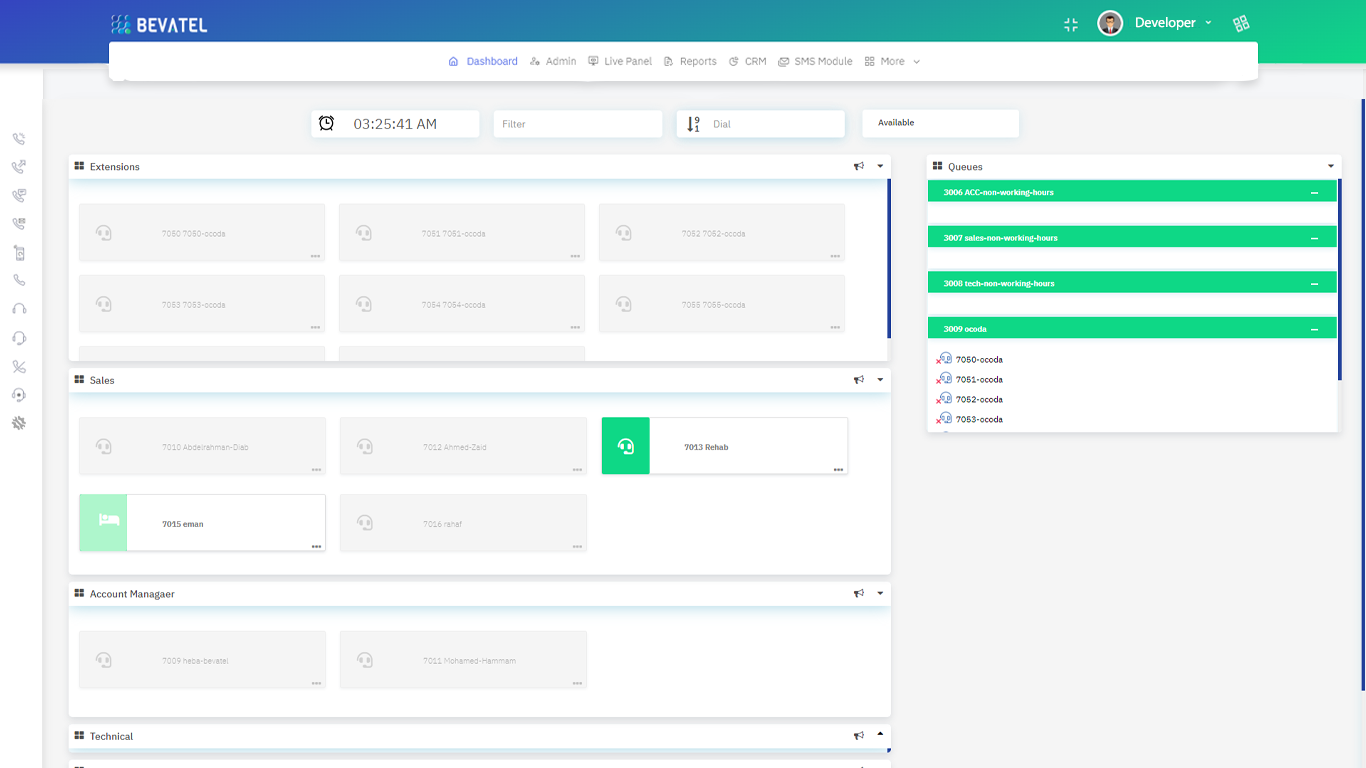 BEVATEL
Developer
Dashboard Admin Live Panel Reports CRM SMS Module More
03:25:41 AM
Filter
9 1 Dial
Available
Extensions
7050 7050-ocoda
7051 7051-ocoda
7052 7052-ocoda
7053 7053-ocoda
7054 7054-ocoda
7055 7055-ocoda
Sales
7010 Abdelrahman-Diab
7012 Ahmed-Zaid
7013 Rehab
7015 eman
7016 rahaf
Account Managaer
7009 heba-bevatel
7011 Mohamed-Hammam
Technical
Queues
3006 ACC-non-working-hours
3007 sales-non-working-hours
3008 tech-non-working-hours
3009 ocoda
7050-ocoda
7051-ocoda
7052-ocoda
7053-ocoda